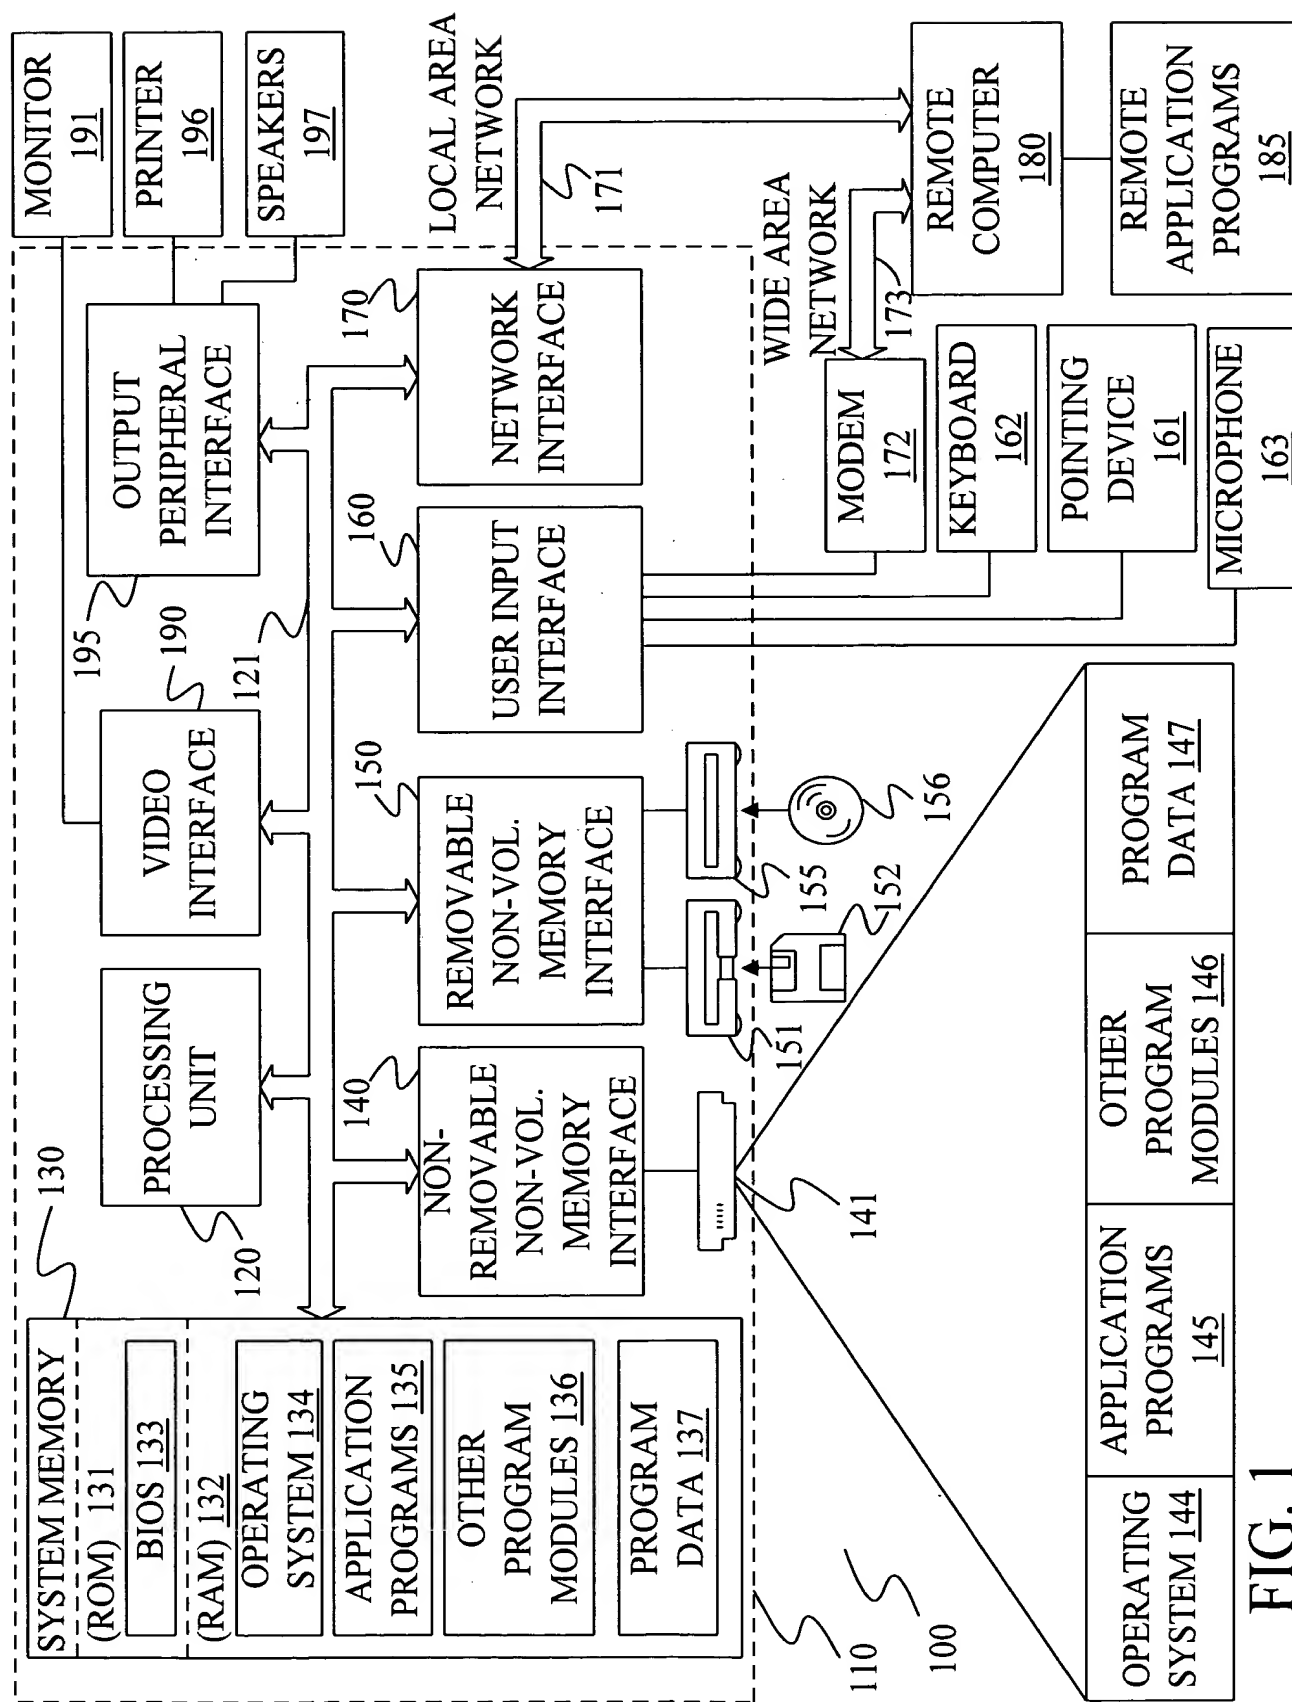 SYSTEM MEMORY
(ROM) 131
BIOS 133
(RAM) 132
OPERATING
SYSTEM 134
APPLICATION
PROGRAMS 135
OTHER
PROGRAM
MODULES 136
PROGRAM
DATA 137
130
120
PROCESSING
UNIT
VIDEO
INTERFACE
190
195
OUTPUT
PERIPHERAL
INTERFACE
121
MONITOR
191
PRINTER
196
SPEAKERS
197
140
NON-
REMOVABLE
NON-VOL.
MEMORY
INTERFACE
150
REMOVABLE
NON-VOL.
MEMORY
INTERFACE
160
USER INPUT
INTERFACE
170
NETWORK
INTERFACE
LOCAL AREA
NETWORK
171
WIDE AREA
NETWORK
173
141
151
152
155
156
MODEM
172
KEYBOARD
162
POINTING
DEVICE
161
MICROPHONE
163
REMOTE
COMPUTER
180
REMOTE
APPLICATION
PROGRAMS
185
110
100
OPERATING
SYSTEM 144
APPLICATION
PROGRAMS
145
OTHER
PROGRAM
MODULES 146
PROGRAM
DATA 147
FIG. 1